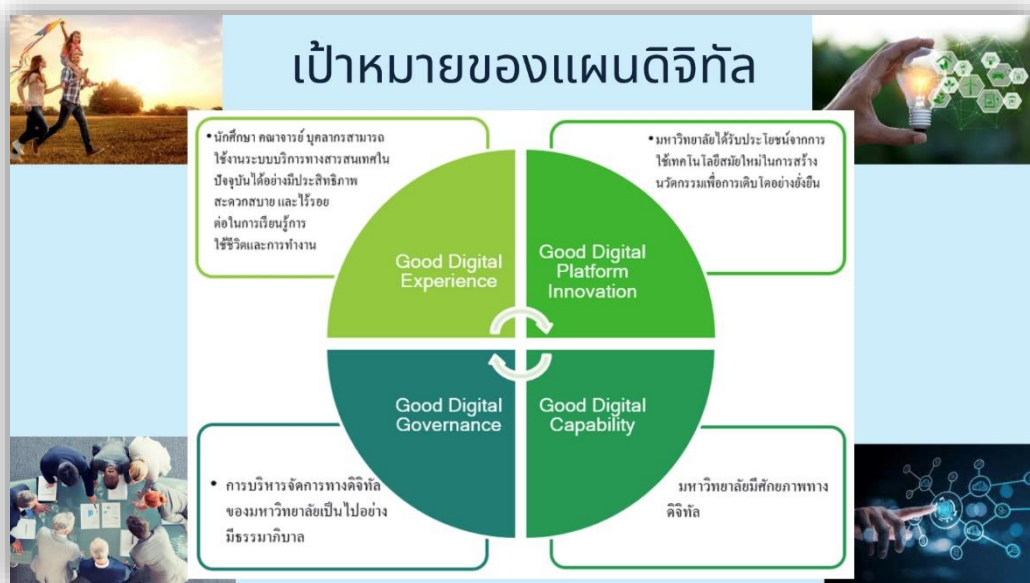 เป้าหมายของแผนดิจิทัล
•นักศึกษา คณาจารย์ บุคลากรสามารถ
ใช้งานระบบบริการทางสารสนเทศใน
ปัจจุบันได้อย่างมีประสิทธิภาพ
สะดวกสบาย และไร้รอย
ต่อในการเรียนรู้การ
ใช้ชีวิตและการทำงาน
•มหาวิทยาลัยได้รับประโยชน์จากการ
ใช้เทคโนโลยีสมัยใหม่ในการสร้าง
นวัตกรรมเพื่อการเติบโตอย่างยั่งยืน
Good Digital
Experience
Good Digital
Platform
Innovation
Good Digital
Governance
Good Digital
Capability
• การบริหารจัดการทางดิจิทัล
ของมหาวิทยาลัยเป็นไปอย่าง
มีธรรมาภิบาล
มหาวิทยาลัยมีศักยภาพทาง
ดิจิทัล